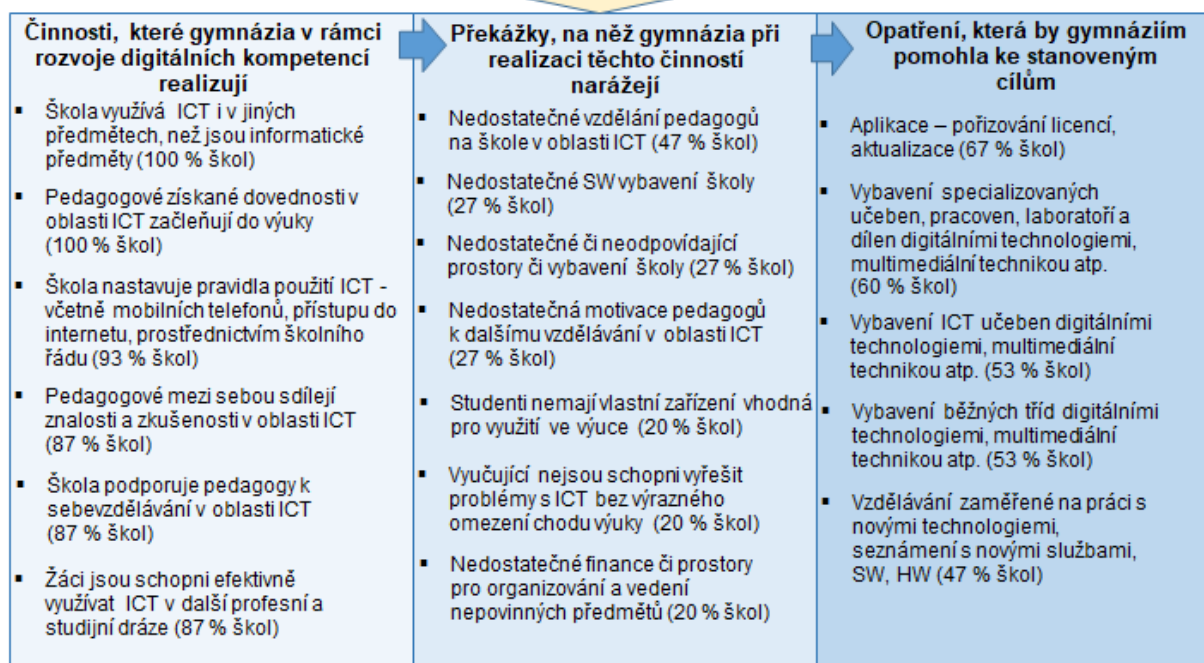 Činnosti, které gymnázia v rámci
rozvoje digitálních kompetencí
realizují
▪ Škola využívá ICT i v jiných
předmětech, než jsou informatické
předměty (100 % škol)
▪ Pedagogové získané dovednosti v
oblasti ICT začleňují do výuky
(100 % škol)
▪ Škola nastavuje pravidla použití ICT -
včetně mobilních telefonů, přístupu do
internetu, prostřednictvím školního
řádu (93 % škol)
▪ Pedagogové mezi sebou sdílejí
znalosti a zkušenosti v oblasti ICT
(87 % škol)
▪ Škola podporuje pedagogy k
sebevzdělávání v oblasti ICT
(87 % škol)
▪ Žáci jsou schopni efektivně
využívat ICT v další profesní a
studijní dráze (87 % škol)
Překážky, na něž gymnázia při
realizaci těchto činností
narážejí
▪ Nedostatečné vzdělání pedagogů
na škole v oblasti ICT (47 % škol)
▪ Nedostatečné SW vybavení školy
(27 % škol)
▪ Nedostatečné či neodpovídající
prostory či vybavení školy (27 % škol)
▪ Nedostatečná motivace pedagogů
k dalšímu vzdělávání v oblasti ICT
(27 % škol)
▪ Studenti nemají vlastní zařízení vhodná
pro využití ve výuce (20 % škol)
▪ Vyučující nejsou schopni vyřešit
problémy s ICT bez výrazného
omezení chodu výuky (20 % škol)
▪ Nedostatečné finance či prostory
pro organizování a vedení
nepovinných předmětů (20 % škol)
Opatření, která by gymnáziím
pomohla ke stanoveným
cílům
▪ Aplikace – pořizování licencí,
aktualizace (67 % škol)
▪ Vybavení specializovaných
učeben, pracoven, laboratoří a
dílen digitálními technologiemi,
multimediální technikou atp.
(60 % škol)
▪ Vybavení ICT učeben digitálními
technologiemi, multimediální
technikou atp. (53 % škol)
▪ Vybavení běžných tříd digitálními
technologiemi, multimediální
technikou atp. (53 % škol)
▪ Vzdělávání zaměřené na práci s
novými technologiemi,
seznámení s novými službami,
SW, HW (47 % škol)